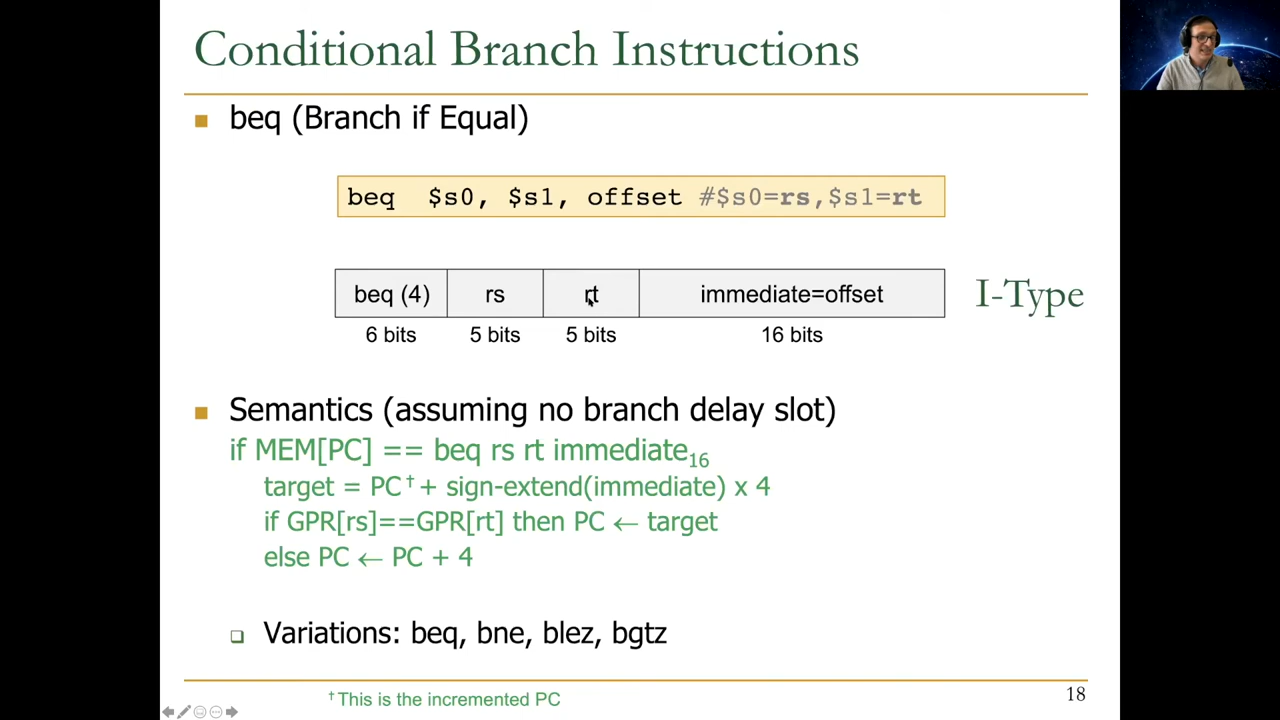 Conditional Branch Instructions
beq (Branch if Equal)
beq $s0, $s1, offset #$s0=rs,$s1=rt
beq (4) rs rt immediate=offset I-Type
6 bits 5 bits 5 bits 16 bits
Semantics (assuming no branch delay slot)
if MEM[PC] == beq rs rt immediate₁₆
target = PC† + sign-extend(immediate) x 4
if GPR[rs]==GPR[rt] then PC ← target
else PC ← PC + 4
Variations: beq, bne, blez, bgtz
† This is the incremented PC
18